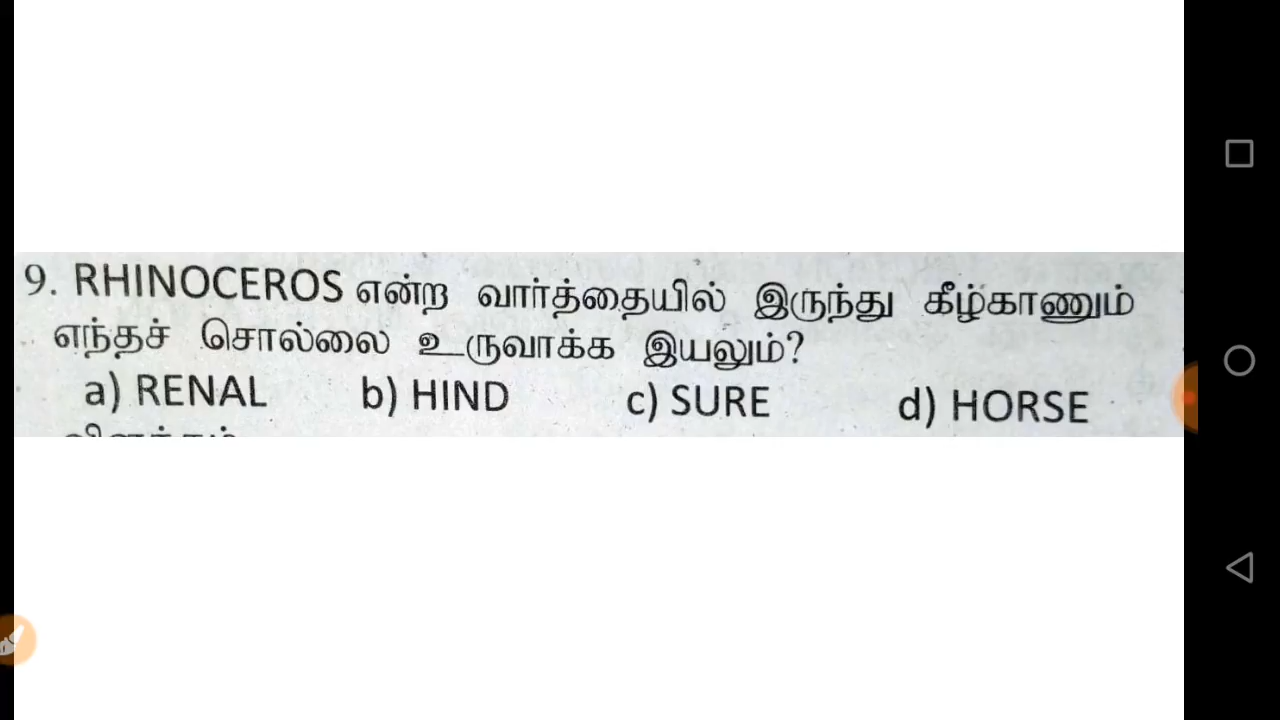 9. RHINOCEROS என்ற வார்த்தையில் இருந்து கீழ்காணும்
எந்தச் சொல்லை உருவாக்க இயலும்?
a) RENAL b) HIND c) SURE d) HORSE